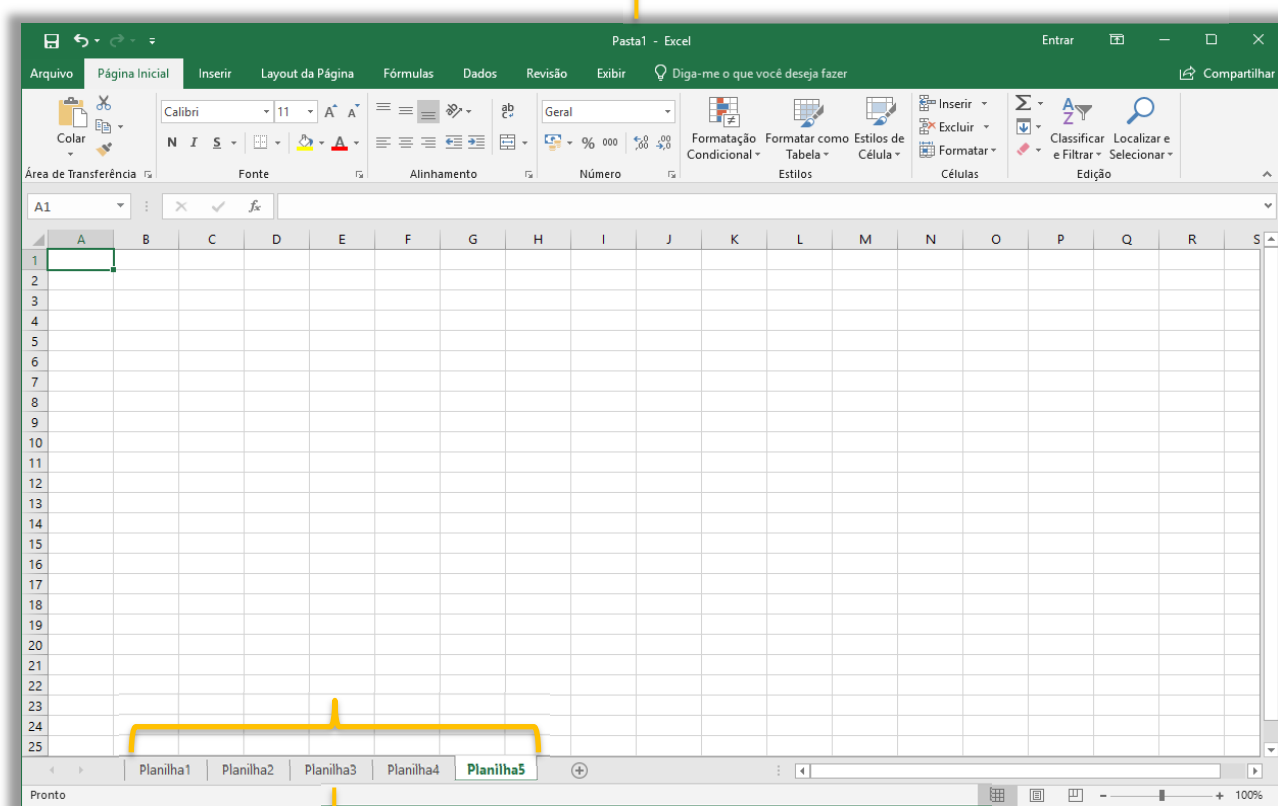 Pasta1 - Excel
Entrar
Arquivo Página Inicial Inserir Layout da Página Fórmulas Dados Revisão Exibir Diga-me o que você deseja fazer Compartilhar
Colar
Área de Transferência
Calibri 11
N I S
Fonte
ab
Alinhamento
Geral
% 000
Número
Formatação Condicional
Formatar como Tabela
Estilos de Célula
Estilos
Inserir
Excluir
Formatar
Células
Classificar e Filtrar
Localizar e Selecionar
Edição
A1 fx
A B C D E F G H I J K L M N O P Q R S
1
2
3
4
5
6
7
8
9
10
11
12
13
14
15
16
17
18
19
20
21
22
23
24
25
Planilha1 Planilha2 Planilha3 Planilha4 Planilha5
Pronto 100%